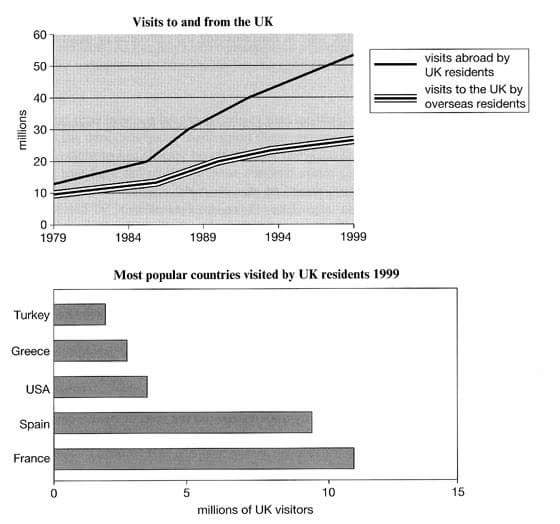 Visits to and from the UK
60
50
40
30
20
10
0
millions
1979
1984
1989
1994
1999
visits abroad by
UK residents
visits to the UK by
overseas residents
Most popular countries visited by UK residents 1999
Turkey
Greece
USA
Spain
France
0
5
10
15
millions of UK visitors